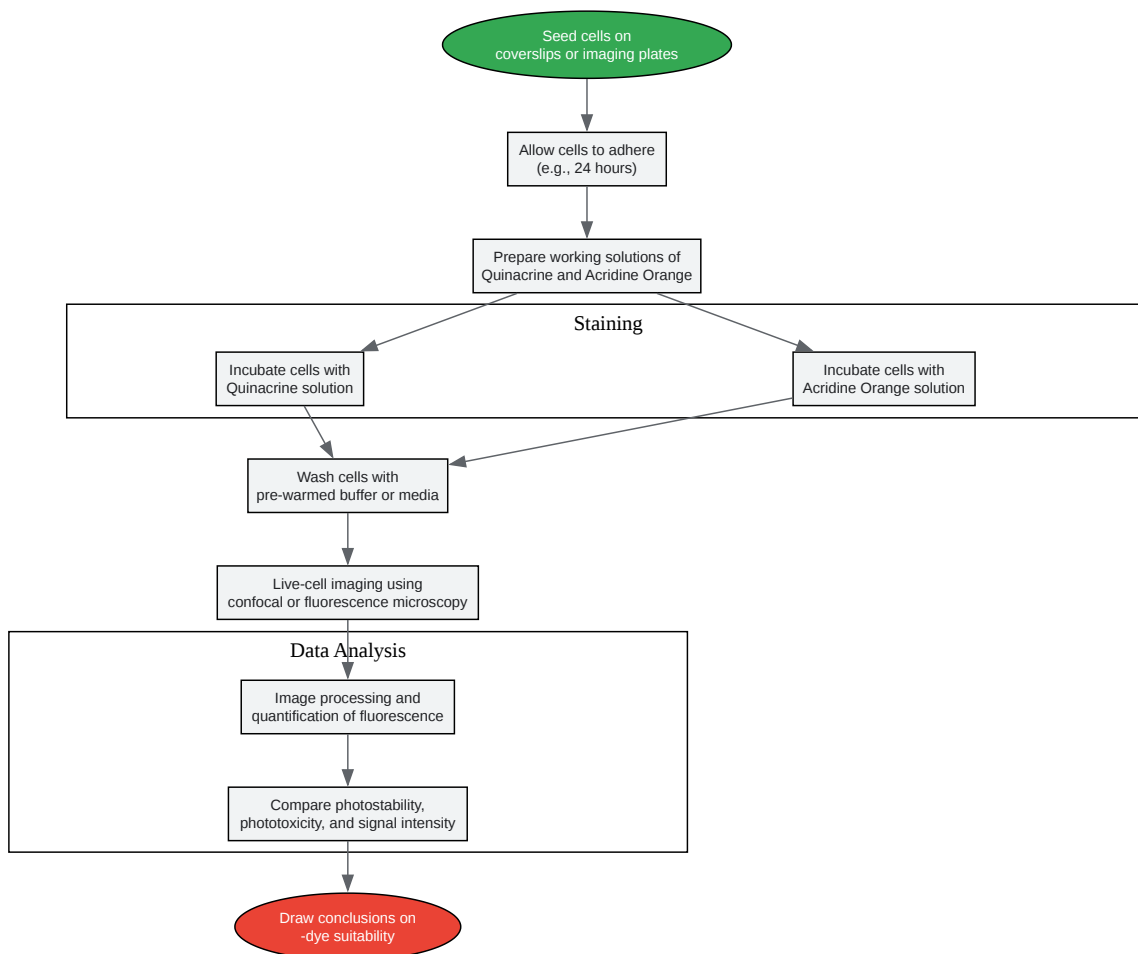 Seed cells on
coverslips or imaging plates
Allow cells to adhere
(e.g., 24 hours)
Prepare working solutions of
Quinacrine and Acridine Orange
Staining
Incubate cells with
Quinacrine solution
Incubate cells with
Acridine Orange solution
Wash cells with
pre-warmed buffer or media
Live-cell imaging using
confocal or fluorescence microscopy
Data Analysis
Image processing and
quantification of fluorescence
Compare photostability,
phototoxicity, and signal intensity
Draw conclusions on
-dye suitability